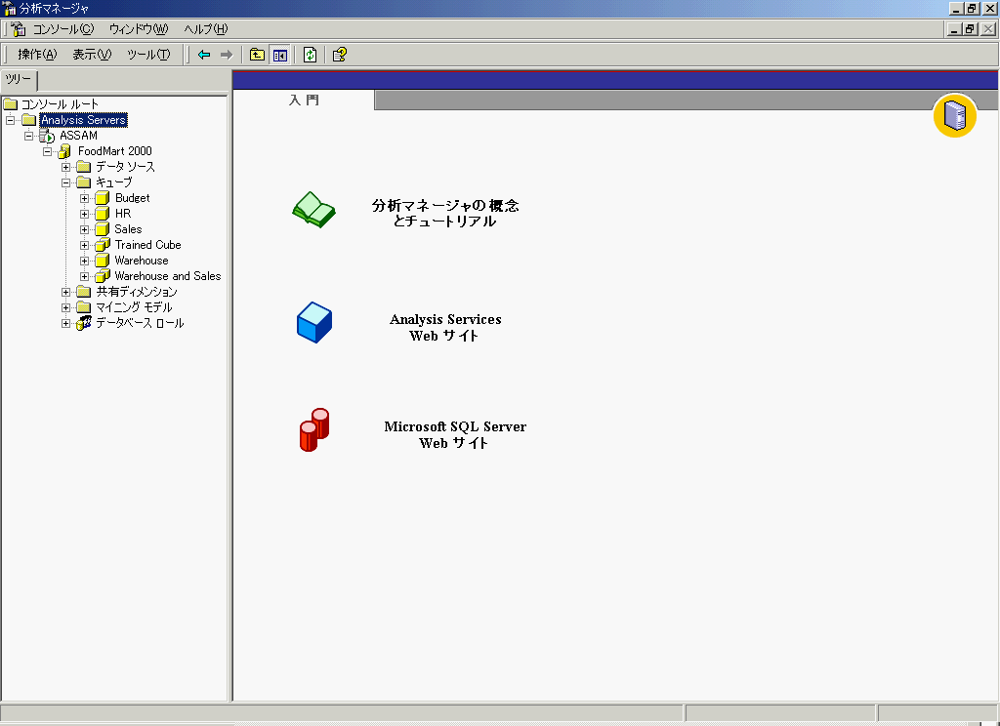 分析マネージャ
コンソール(C) ウィンドウ(W) ヘルプ(H)
操作(A) 表示(V) ツール(T)
ツリー
コンソール ルート
Analysis Servers
ASSAM
FoodMart 2000
データ ソース
キューブ
Budget
HR
Sales
Trained Cube
Warehouse
Warehouse and Sales
共有ディメンション
マイニング モデル
データベース ロール
入門
分析マネージャの概念
とチュートリアル
Analysis Services
Web サイト
Microsoft SQL Server
Web サイト